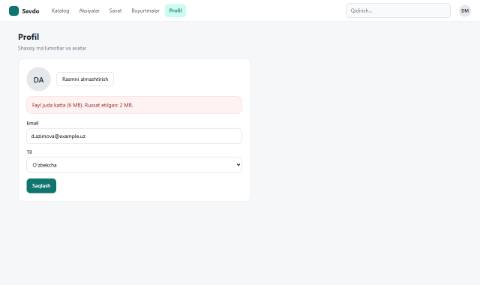 Savdo Katalog Aksiyalar Savat Buyurtmalar Profil Qidirish... DM
Profil
Shaxsiy ma'lumotlar va avatar
DA Rasmni almashtirish
Fayl juda katta (6 MB). Ruxsat etilgan: 2 MB.
Email
d.azimova@example.uz
Til
O'zbekcha
Saqlash